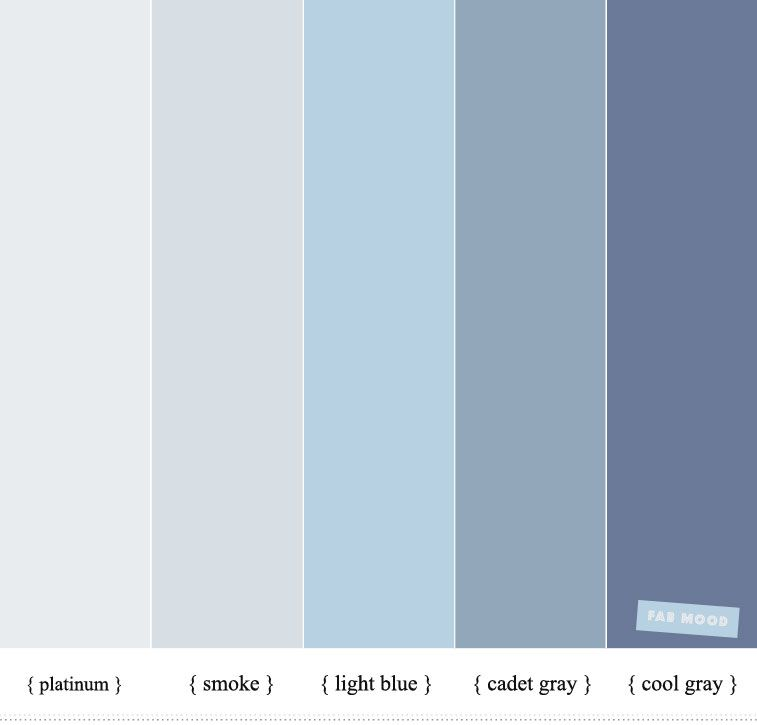 FAB MOOD
{ platinum } { smoke } { light blue } { cadet gray } { cool gray }